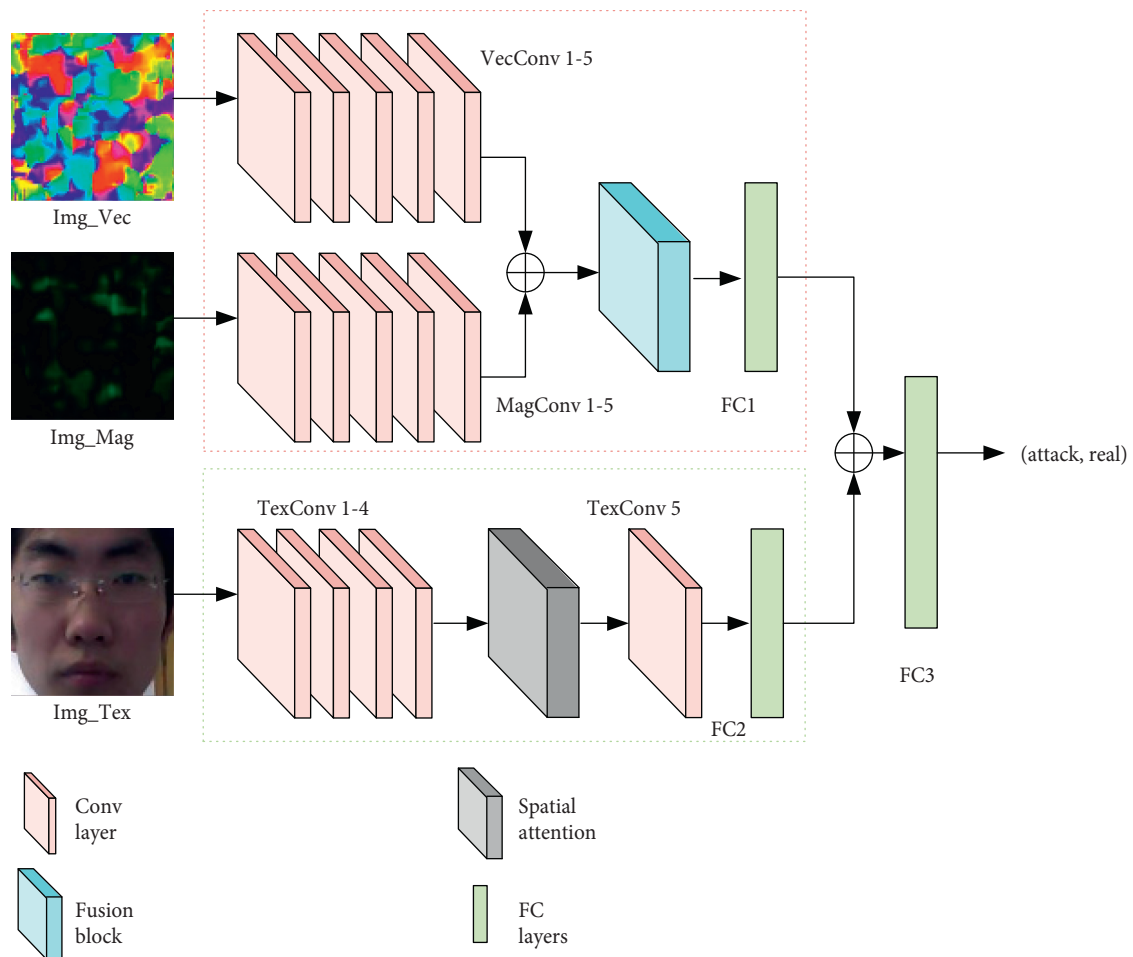 VecConv 1-5
Img_Vec
MagConv 1-5
FC1
Img_Mag
(attack, real)
TexConv 1-4
TexConv 5
FC3
Img_Tex
FC2
Conv
layer
Spatial
attention
Fusion
block
FC
layers